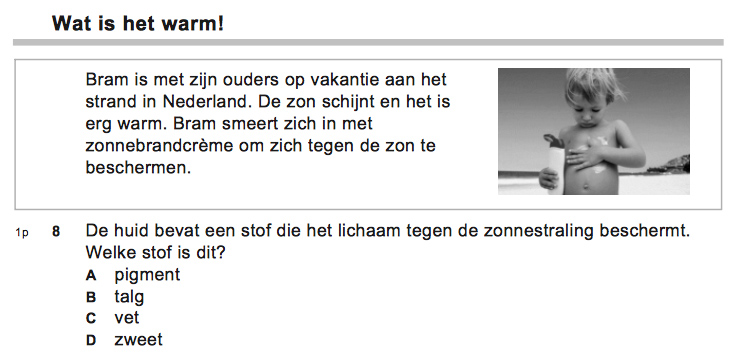 Wat is het warm!
Bram is met zijn ouders op vakantie aan het
strand in Nederland. De zon schijnt en het is
erg warm. Bram smeert zich in met
zonnebrandcrème om zich tegen de zon te
beschermen.
1p 8 De huid bevat een stof die het lichaam tegen de zonnestraling beschermt.
Welke stof is dit?
A pigment
B talg
C vet
D zweet